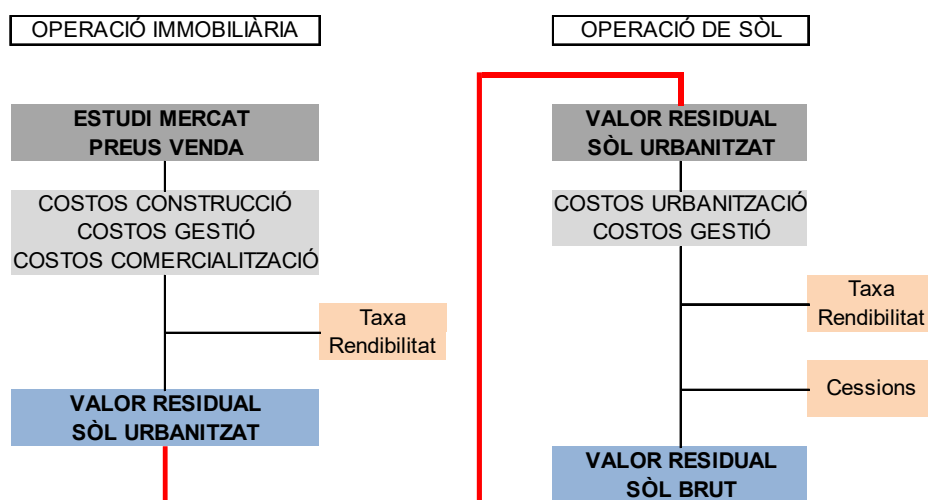 OPERACIÓ IMMOBILIÀRIA
ESTUDI MERCAT
PREUS VENDA
COSTOS CONSTRUCCIÓ
COSTOS GESTIÓ
COSTOS COMERCIALITZACIÓ
Taxa
Rendibilitat
VALOR RESIDUAL
SÒL URBANITZAT
OPERACIÓ DE SÒL
VALOR RESIDUAL
SÒL URBANITZAT
COSTOS URBANITZACIÓ
COSTOS GESTIÓ
Taxa
Rendibilitat
Cessions
VALOR RESIDUAL
SÒL BRUT